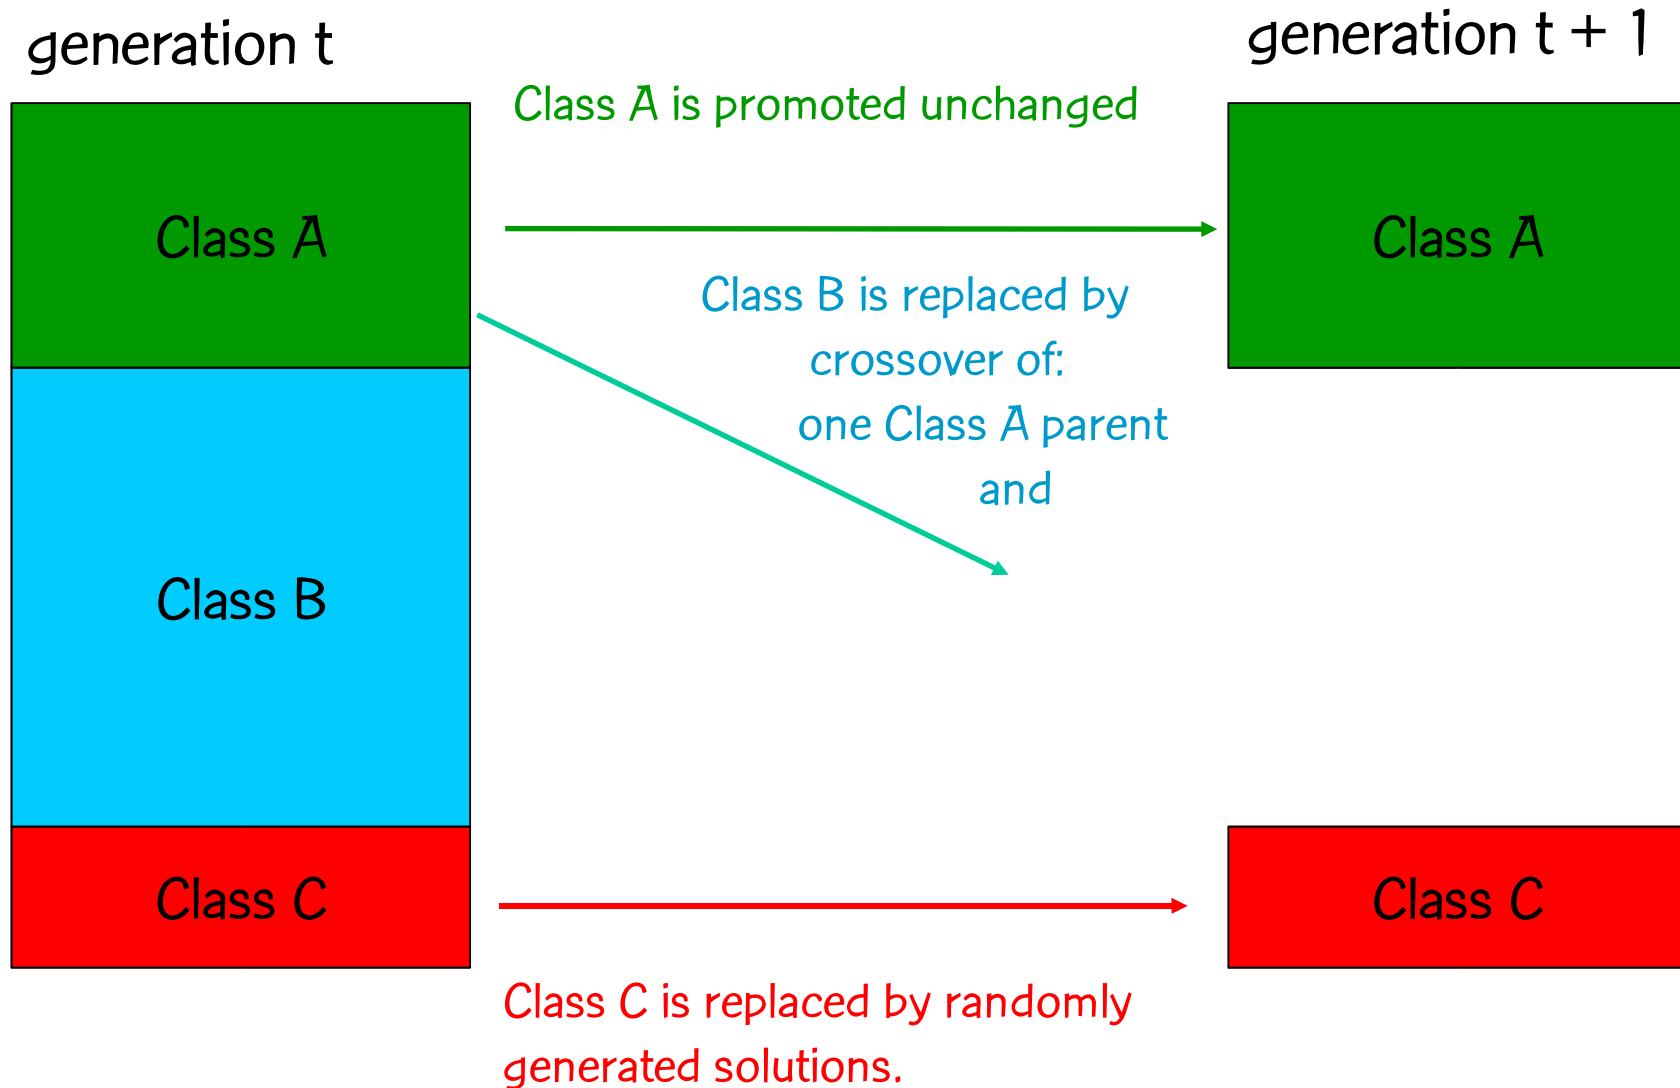 generation t
generation t + 1
Class A is promoted unchanged
Class A
Class A
Class B is replaced by
crossover of:
one Class A parent
and
Class B
Class C
Class C
Class C is replaced by randomly
generated solutions.